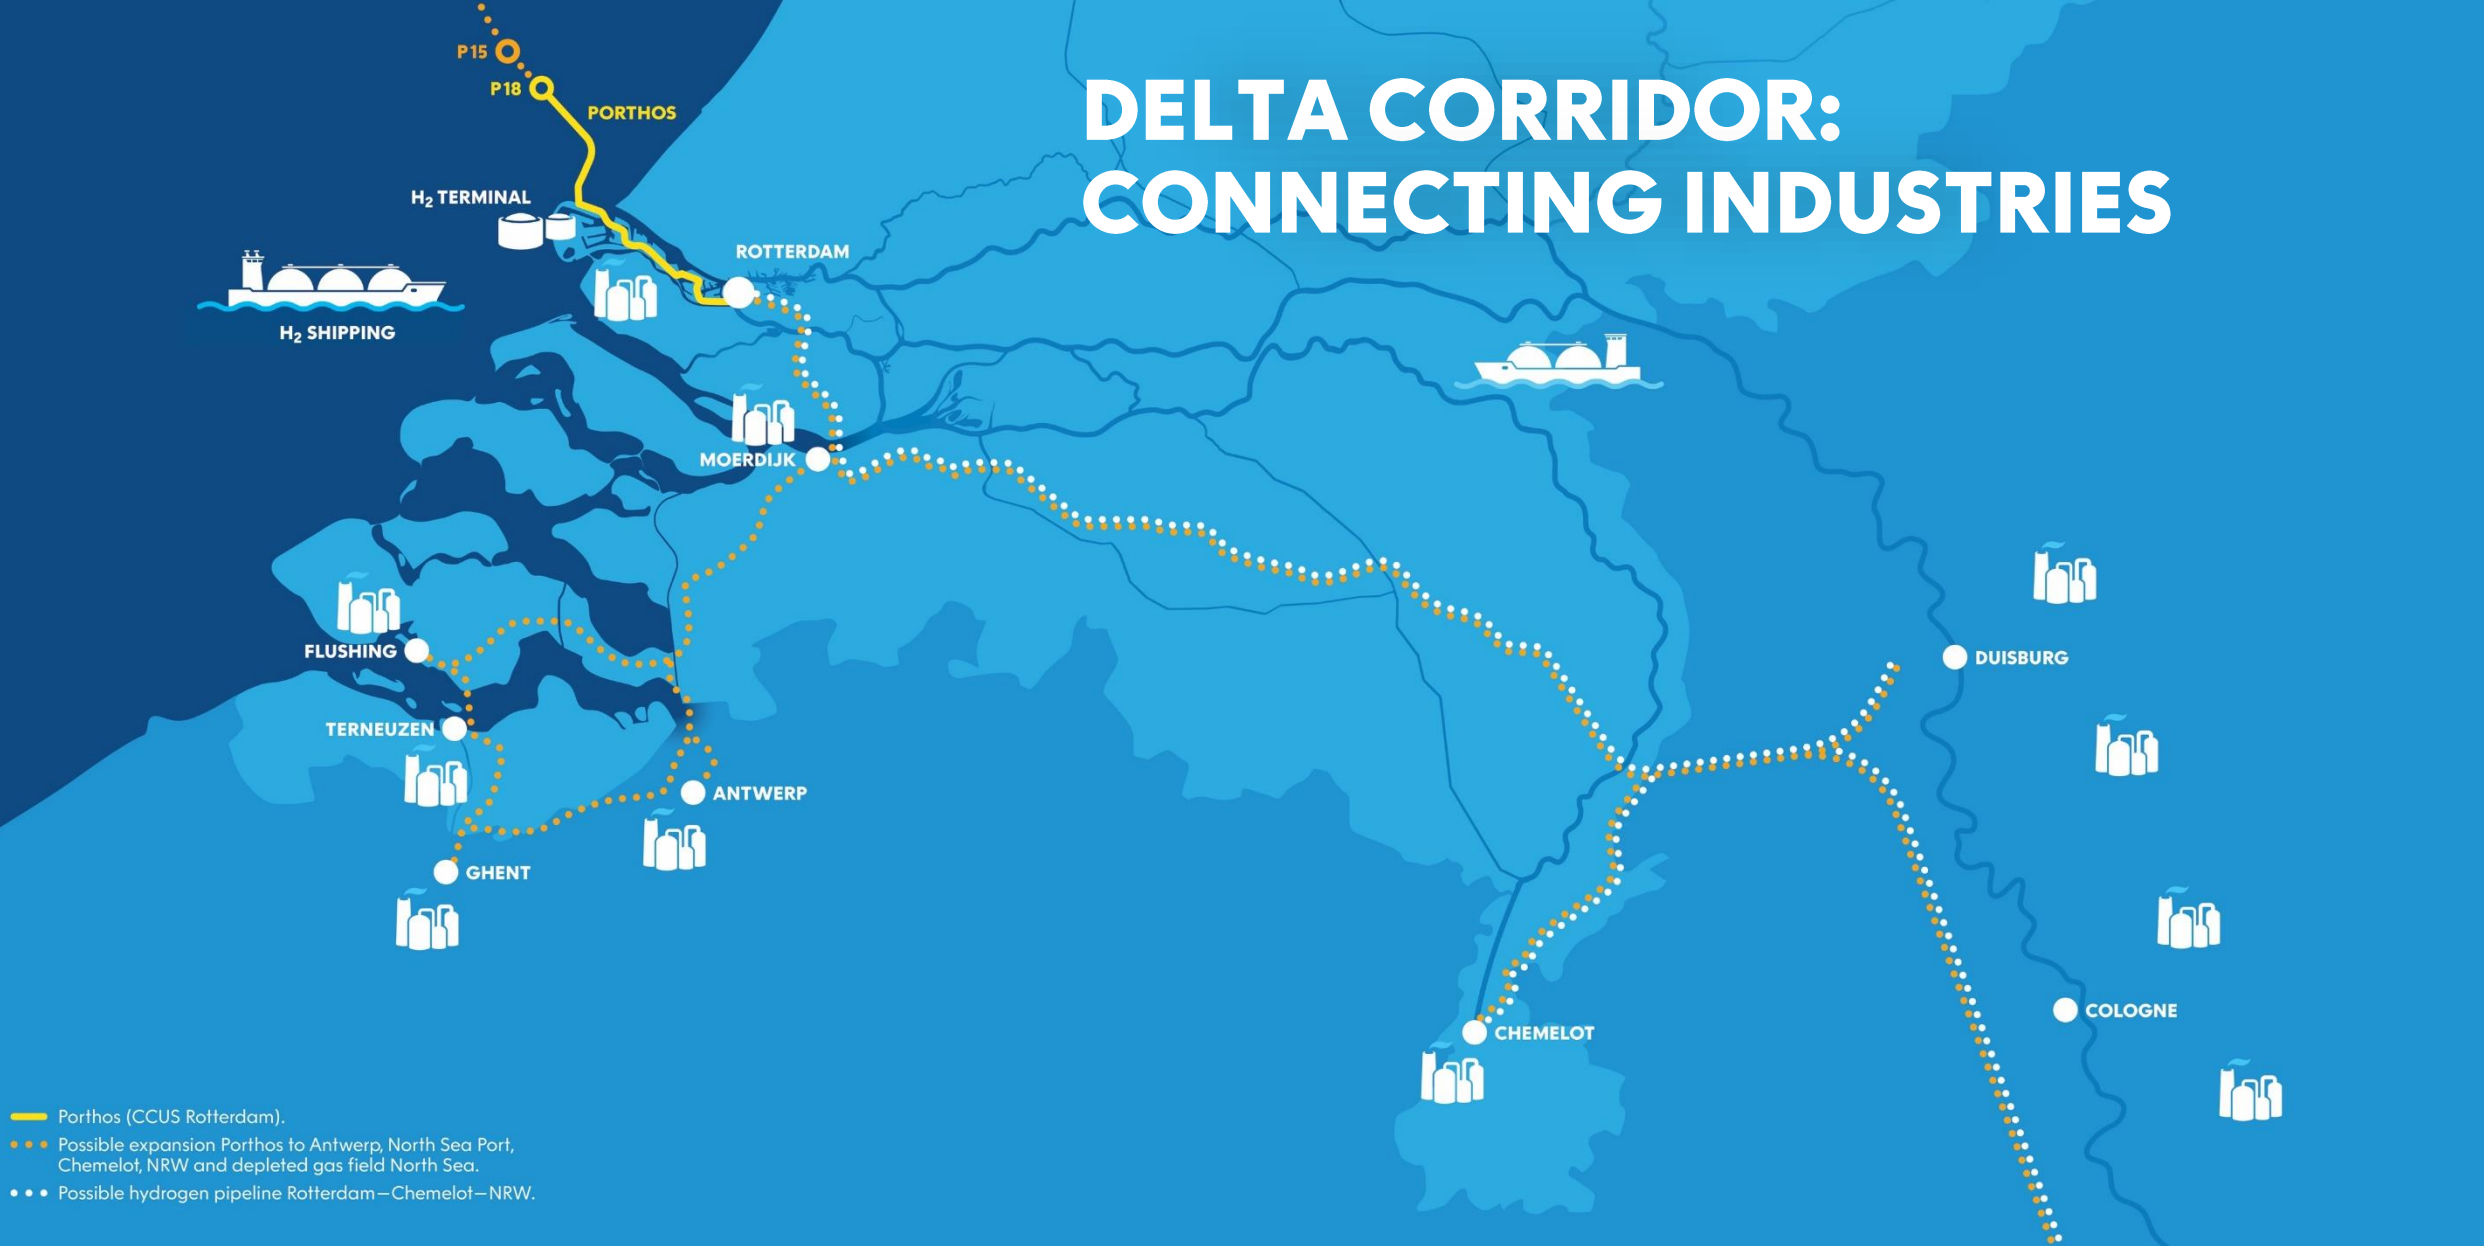 DELTA CORRIDOR:
CONNECTING INDUSTRIES
P15
P18
PORTHOS
H₂ TERMINAL
ROTTERDAM
H₂ SHIPPING
MOERDIJK
FLUSHING
DUISBURG
TERNEUZEN
ANTWERP
GHENT
COLOGNE
CHEMELOT
Porthos (CCUS Rotterdam).
Possible expansion Porthos to Antwerp, North Sea Port,
Chemelot, NRW and depleted gas field North Sea.
Possible hydrogen pipeline Rotterdam–Chemelot–NRW.